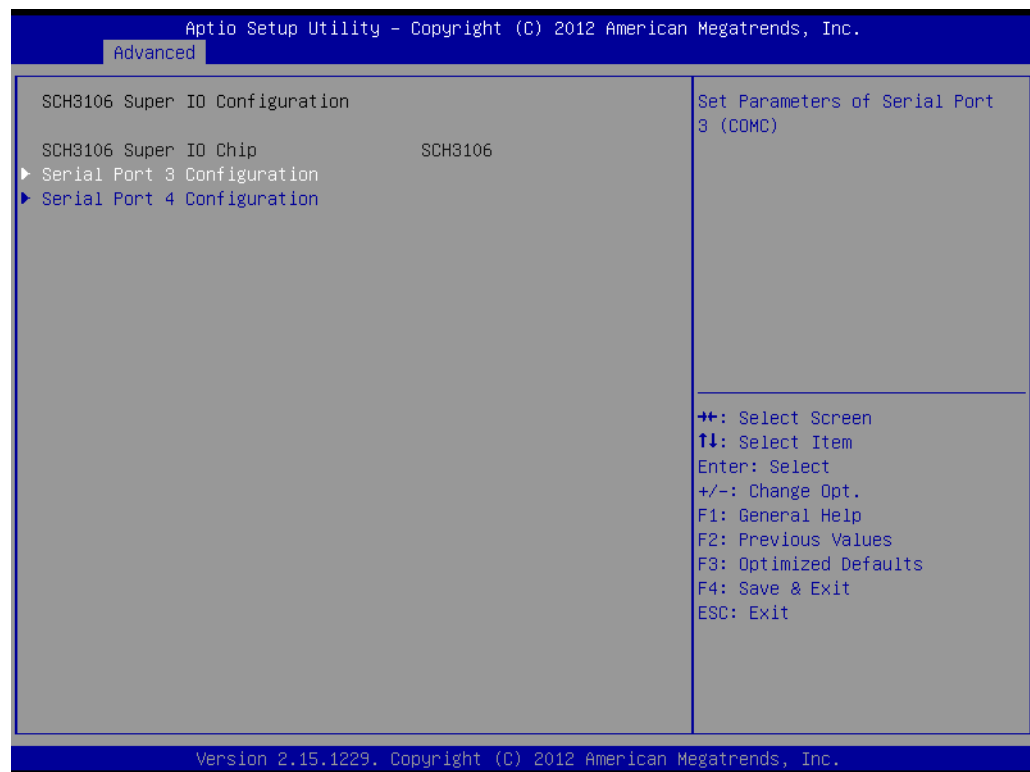 Aptio Setup Utility – Copyright (C) 2012 American Megatrends, Inc.
Advanced
SCH3106 Super IO Configuration
SCH3106 Super IO Chip SCH3106
▶ Serial Port 3 Configuration
▶ Serial Port 4 Configuration
Set Parameters of Serial Port
3 (COMC)
→←: Select Screen
↑↓: Select Item
Enter: Select
+/-: Change Opt.
F1: General Help
F2: Previous Values
F3: Optimized Defaults
F4: Save & Exit
ESC: Exit
Version 2.15.1229. Copyright (C) 2012 American Megatrends, Inc.